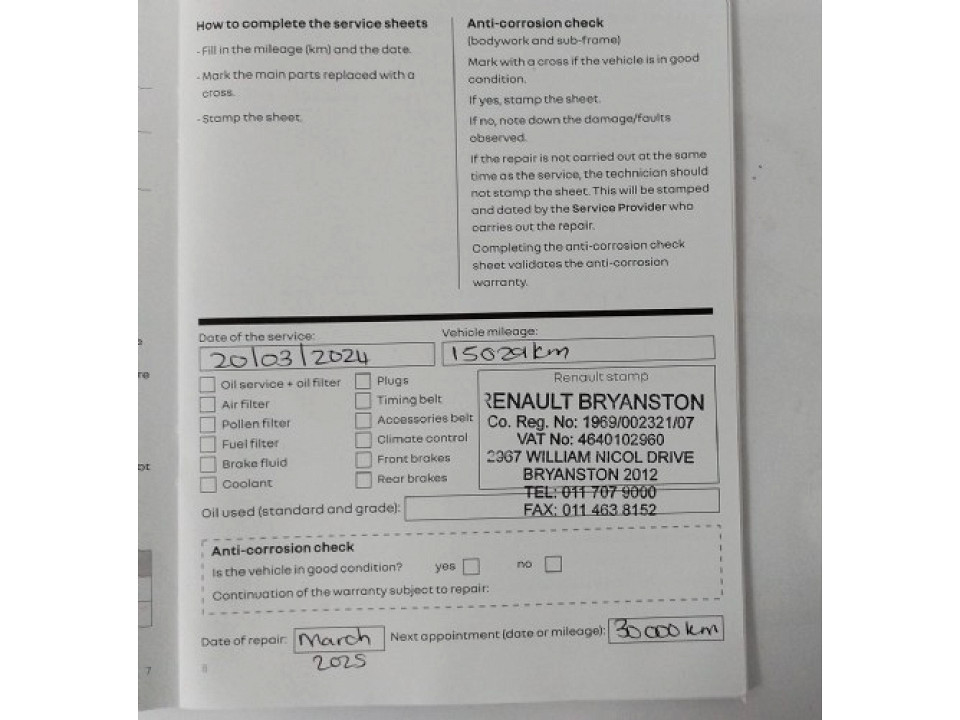 How to complete the service sheets
- Fill in the mileage (km) and the date.
- Mark the main parts replaced with a
cross.
- Stamp the sheet.
Anti-corrosion check
(bodywork and sub-frame)
Mark with a cross if the vehicle is in good
condition.
If yes, stamp the sheet.
If no, note down the damage/faults
observed.
If the repair is not carried out at the same
time as the service, the technician should
not stamp the sheet. This will be stamped
and dated by the Service Provider who
carries out the repair.
Completing the anti-corrosion check
sheet validates the anti-corrosion
warranty.
Date of the service:
20/03/2024
Vehicle mileage:
15029km
Oil service + oil filter
Air filter
Pollen filter
Fuel filter
Brake fluid
Coolant
Plugs
Timing belt
Accessories belt
Climate control
Front brakes
Rear brakes
Renault stamp
RENAULT BRYANSTON
Co. Reg. No: 1969/002321/07
VAT No: 4640102960
2367 WILLIAM NICOL DRIVE
BRYANSTON 2012
TEL: 011 707 9000
FAX: 011 463 8152
Oil used (standard and grade):
Anti-corrosion check
Is the vehicle in good condition? yes no
Continuation of the warranty subject to repair:
Date of repair: March
2025
Next appointment (date or mileage): 30000 km
7
8